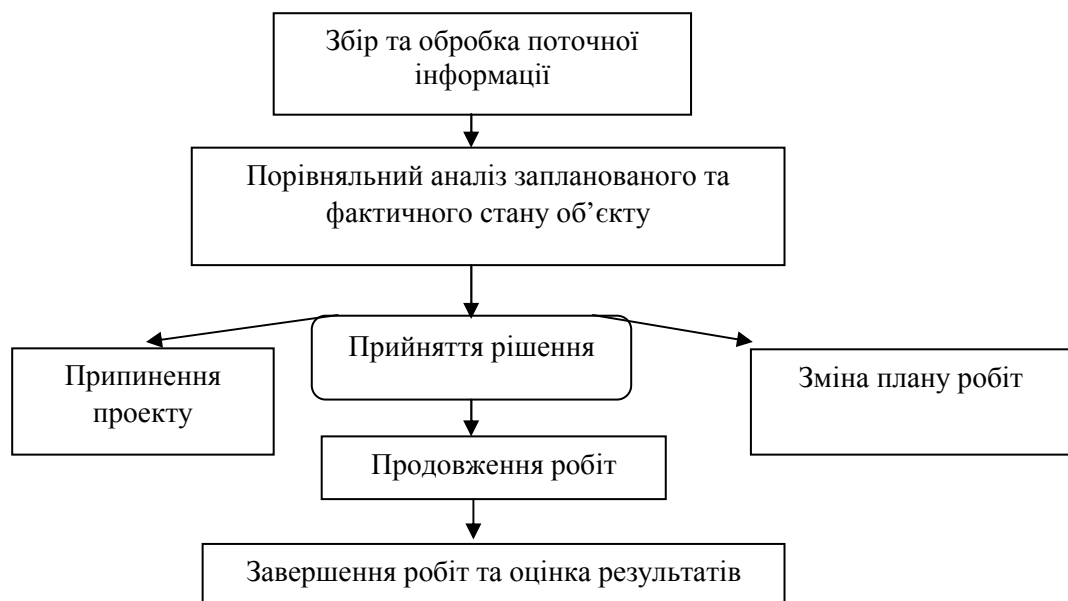 Збір та обробка поточної
інформації
Порівняльний аналіз запланованого та
фактичного стану об’єкту
Прийняття рішення
Припинення
проекту
Зміна плану робіт
Продовження робіт
Завершення робіт та оцінка результатів